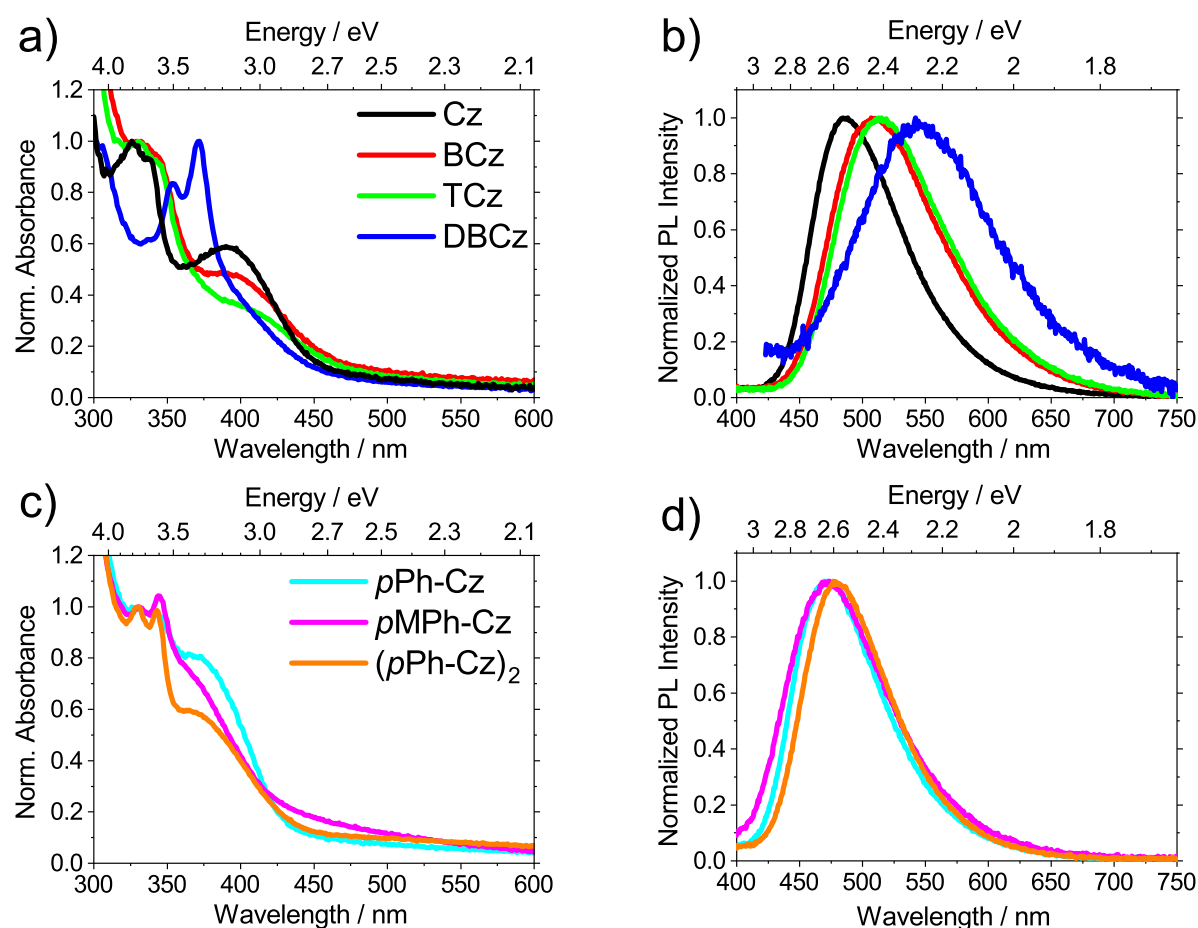 a)
Energy / eV
4.0 3.5 3.0 2.7 2.5 2.3 2.1
1.2
1.0
0.8
0.6
0.4
0.2
0.0
Norm. Absorbance
Cz
BCz
TCz
DBCz
300 350 400 450 500 550 600
Wavelength / nm
b)
Energy / eV
3 2.8 2.6 2.4 2.2 2 1.8
1.0
0.8
0.6
0.4
0.2
0.0
Normalized PL Intensity
400 450 500 550 600 650 700 750
Wavelength / nm
c)
Energy / eV
4.0 3.5 3.0 2.7 2.5 2.3 2.1
1.2
1.0
0.8
0.6
0.4
0.2
0.0
Norm. Absorbance
pPh-Cz
pMPh-Cz
(pPh-Cz)2
300 350 400 450 500 550 600
Wavelength / nm
d)
Energy / eV
3 2.8 2.6 2.4 2.2 2 1.8
1.0
0.8
0.6
0.4
0.2
0.0
Normalized PL Intensity
400 450 500 550 600 650 700 750
Wavelength / nm